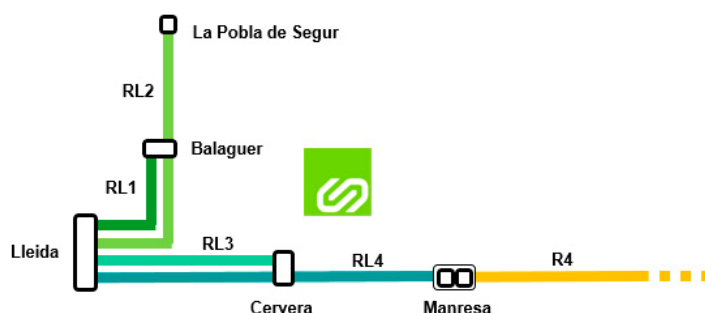 La Pobla de Segur
RL2
Balaguer
RL1
Lleida
RL3
RL4
R4
Cervera
Manresa